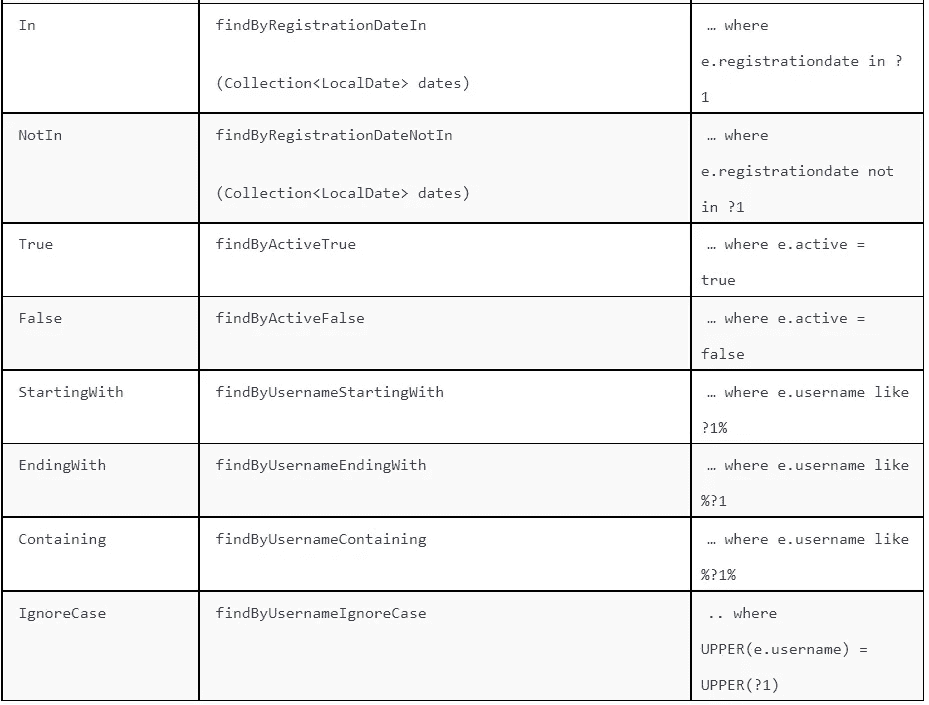 In
findByRegistrationDateIn
(Collection<LocalDate> dates)
… where
e.registrationdate in ?
1
NotIn
findByRegistrationDateNotIn
(Collection<LocalDate> dates)
… where
e.registrationdate not
in ?1
True
findByActiveTrue
… where e.active =
true
False
findByActiveFalse
… where e.active =
false
StartingWith
findByUsernameStartingWith
… where e.username like
?1%
EndingWith
findByUsernameEndingWith
… where e.username like
%?1
Containing
findByUsernameContaining
… where e.username like
%?1%
IgnoreCase
findByUsernameIgnoreCase
.. where
UPPER(e.username) =
UPPER(?1)